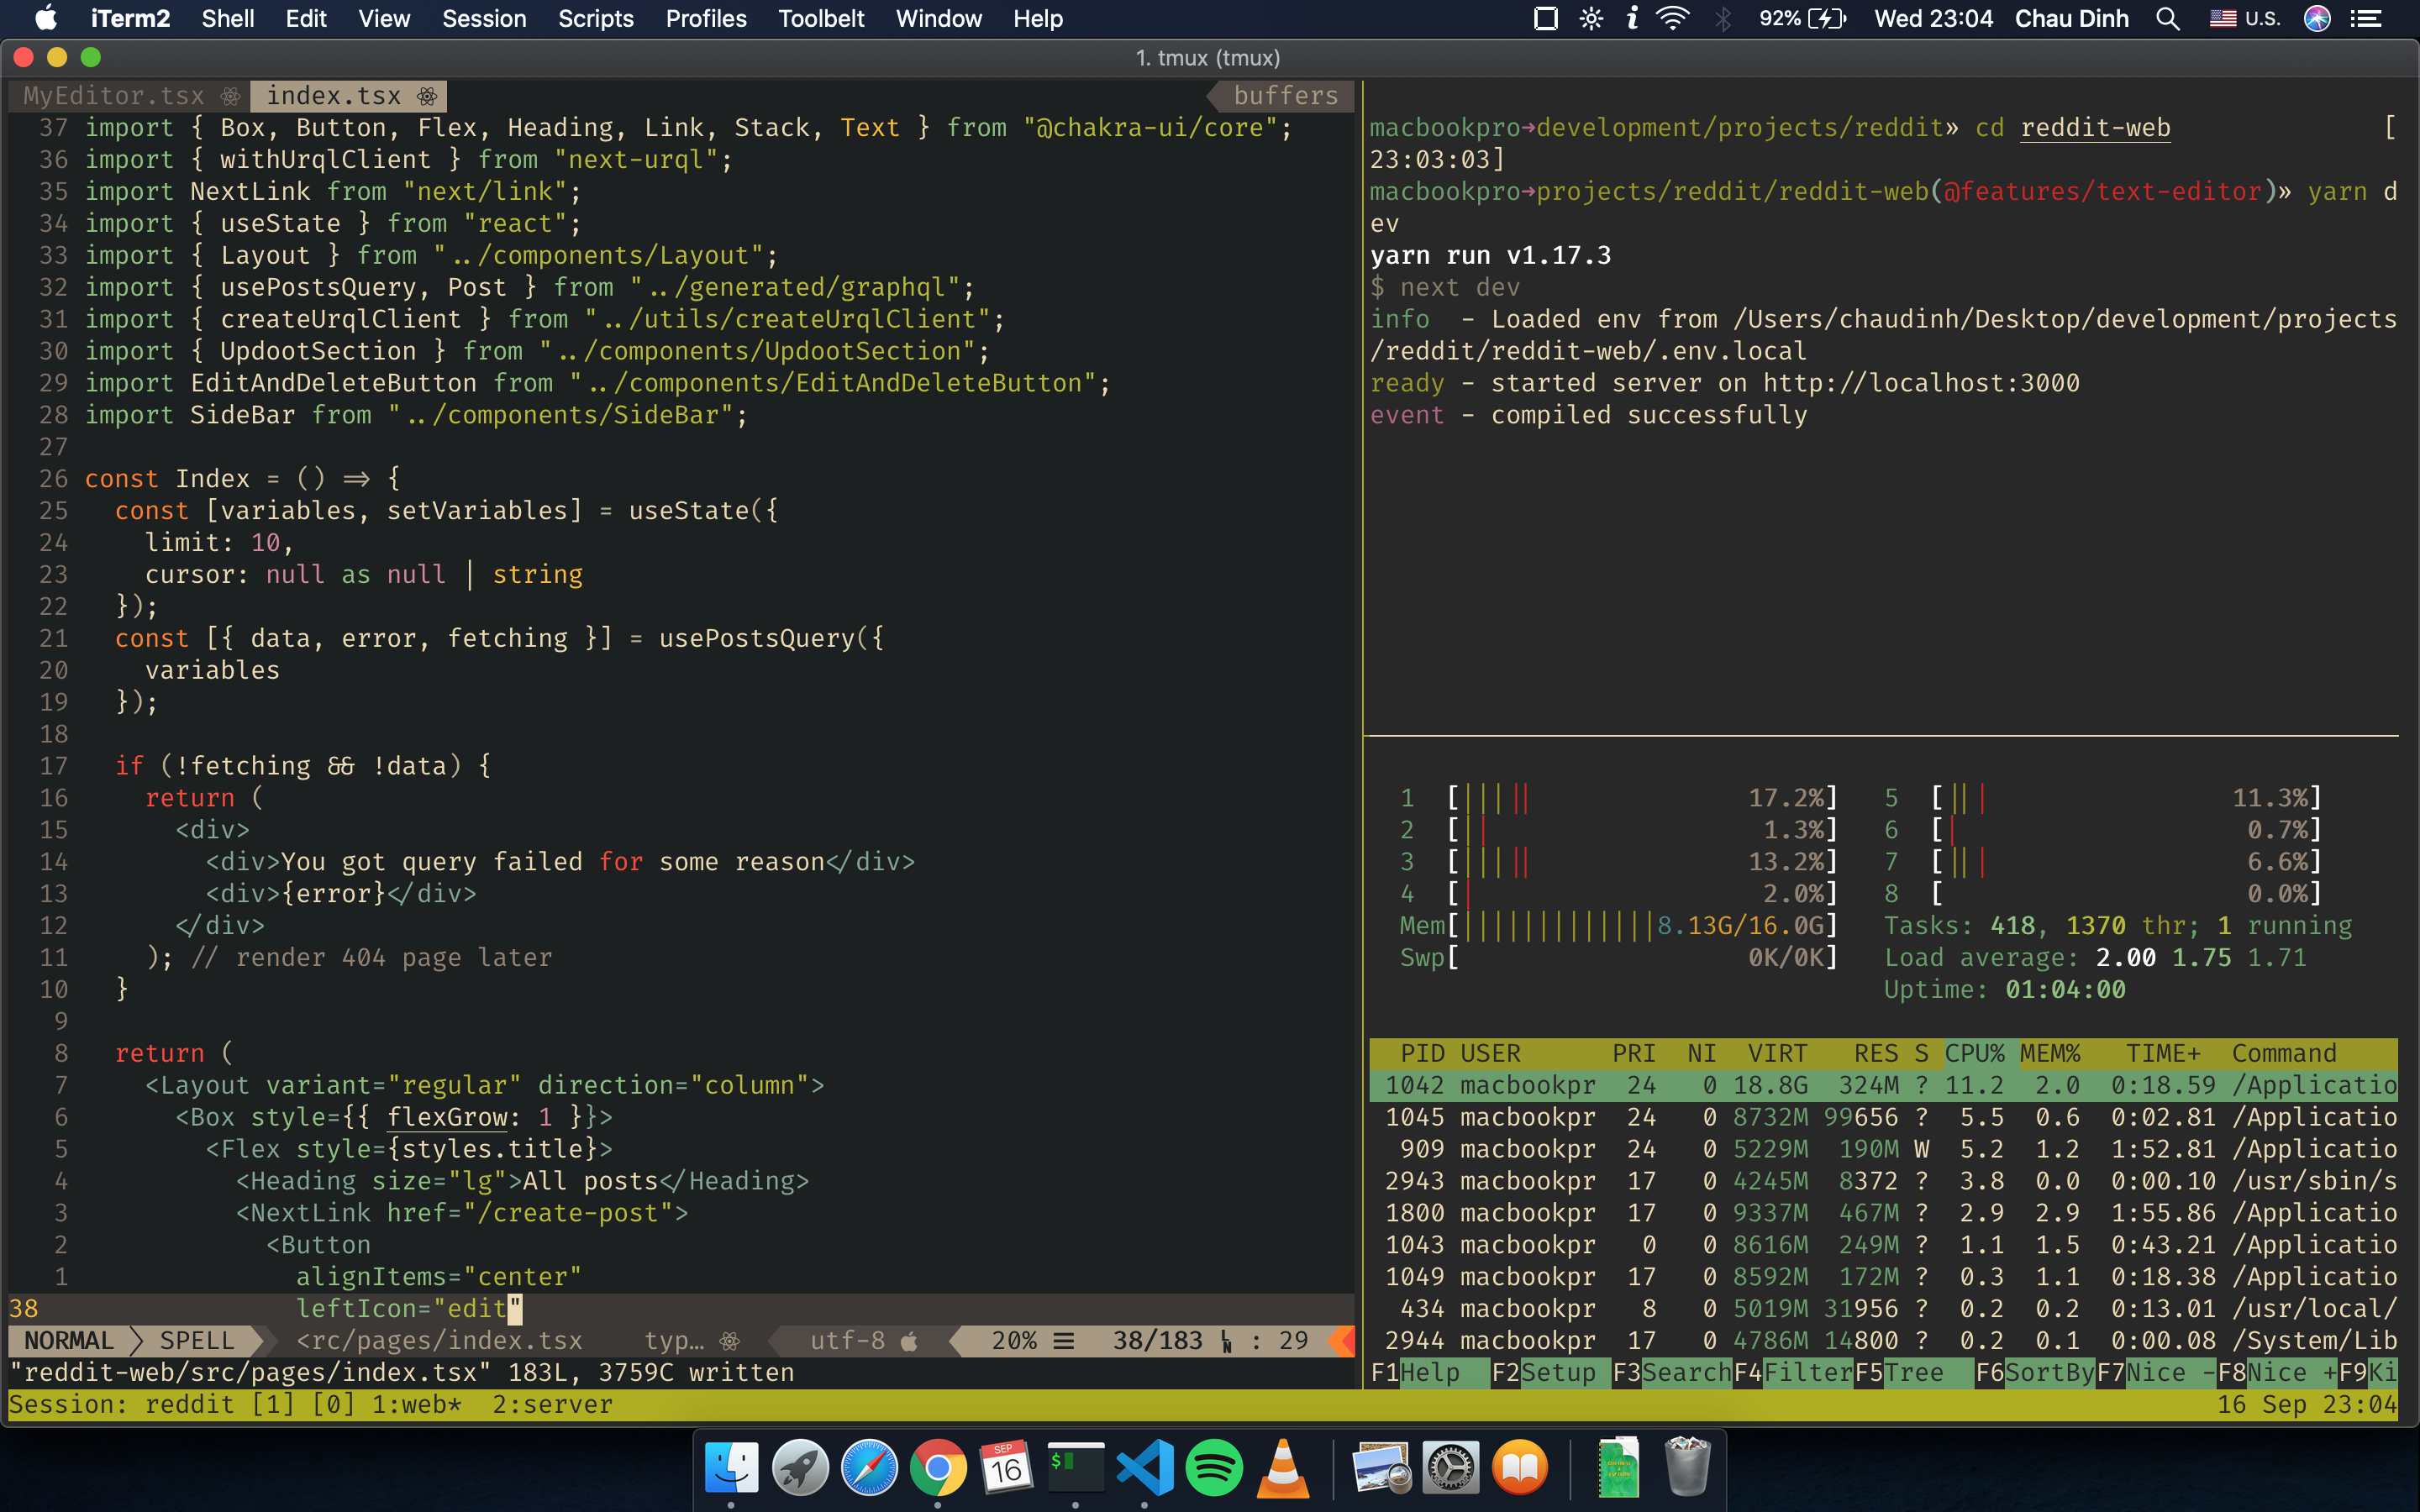 iTerm2 Shell Edit View Session Scripts Profiles Toolbelt Window Help 92% Wed 23:04 Chau Dinh U.S.
1. tmux (tmux)
MyEditor.tsx index.tsx buffers
37 import { Box, Button, Flex, Heading, Link, Stack, Text } from "@chakra-ui/core";
36 import { withUrqlClient } from "next-urql";
35 import NextLink from "next/link";
34 import { useState } from "react";
33 import { Layout } from "../components/Layout";
32 import { usePostsQuery, Post } from "../generated/graphql";
31 import { createUrqlClient } from "../utils/createUrqlClient";
30 import { UpdootSection } from "../components/UpdootSection";
29 import EditAndDeleteButton from "../components/EditAndDeleteButton";
28 import SideBar from "../components/SideBar";
27
26 const Index = () => {
25 const [variables, setVariables] = useState({
24 limit: 10,
23 cursor: null as null | string
22 });
21 const [{ data, error, fetching }] = usePostsQuery({
20 variables
19 });
18
17 if (!fetching && !data) {
16 return (
15 <div>
14 <div>You got query failed for some reason</div>
13 <div>{error}</div>
12 </div>
11 ); // render 404 page later
10 }
9
8 return (
7 <Layout variant="regular" direction="column">
6 <Box style={{ flexGrow: 1 }}>
5 <Flex style={styles.title}>
4 <Heading size="lg">All posts</Heading>
3 <NextLink href="/create-post">
2 <Button
1 alignItems="center"
38 leftIcon="edit"
NORMAL SPELL <rc/pages/index.tsx typ… utf-8 20% ☰ 38/183 LN : 29
"reddit-web/src/pages/index.tsx" 183L, 3759C written
macbookpro→development/projects/reddit» cd reddit-web [
23:03:03]
macbookpro→projects/reddit/reddit-web(@features/text-editor)» yarn d
ev
yarn run v1.17.3
$ next dev
info - Loaded env from /Users/chaudinh/Desktop/development/projects
/reddit/reddit-web/.env.local
ready - started server on http://localhost:3000
event - compiled successfully
1 [||||| 17.2%] 5 [||| 11.3%]
2 [|| 1.3%] 6 [| 0.7%]
3 [||||| 13.2%] 7 [||| 6.6%]
4 [| 2.0%] 8 [ 0.0%]
Mem[|||||||||||||8.13G/16.0G] Tasks: 418, 1370 thr; 1 running
Swp[ 0K/0K] Load average: 2.00 1.75 1.71
Uptime: 01:04:00
PID USER PRI NI VIRT RES S CPU% MEM% TIME+ Command
1042 macbookpr 24 0 18.8G 324M ? 11.2 2.0 0:18.59 /Applicatio
1045 macbookpr 24 0 8732M 99656 ? 5.5 0.6 0:02.81 /Applicatio
909 macbookpr 24 0 5229M 190M W 5.2 1.2 1:52.81 /Applicatio
2943 macbookpr 17 0 4245M 8372 ? 3.8 0.0 0:00.10 /usr/sbin/s
1800 macbookpr 17 0 9337M 467M ? 2.9 2.9 1:55.86 /Applicatio
1043 macbookpr 0 0 8616M 249M ? 1.1 1.5 0:43.21 /Applicatio
1049 macbookpr 17 0 8592M 172M ? 0.3 1.1 0:18.38 /Applicatio
434 macbookpr 8 0 5019M 31956 ? 0.2 0.2 0:13.01 /usr/local/
2944 macbookpr 17 0 4786M 14800 ? 0.2 0.1 0:00.08 /System/Lib
F1Help F2Setup F3SearchF4FilterF5Tree F6SortByF7Nice -F8Nice +F9Ki
Session: reddit [1] [0] 1:web* 2:server 16 Sep 23:04
SEP
16
$